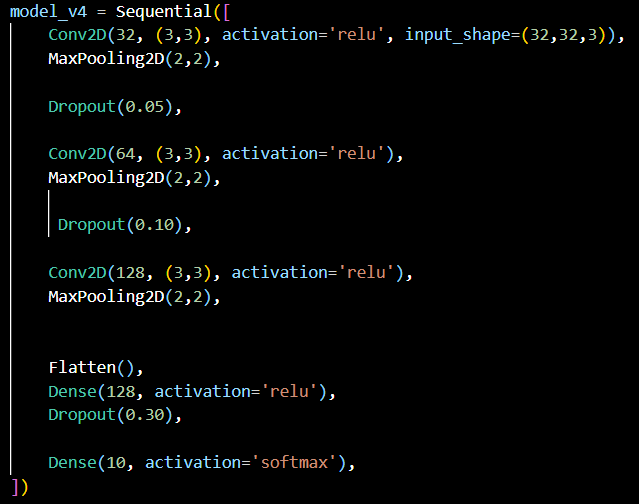 model_v4 = Sequential([
    Conv2D(32, (3,3), activation='relu', input_shape=(32,32,3)),
    MaxPooling2D(2,2),
    Dropout(0.05),
    Conv2D(64, (3,3), activation='relu'),
    MaxPooling2D(2,2),
     Dropout(0.10),
    Conv2D(128, (3,3), activation='relu'),
    MaxPooling2D(2,2),
    Flatten(),
    Dense(128, activation='relu'),
    Dropout(0.30),
    Dense(10, activation='softmax'),
])